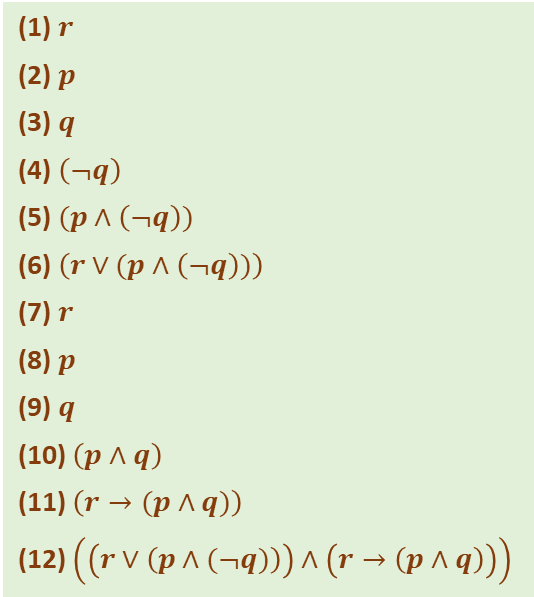 (1) r
(2) p
(3) q
(4) (¬q)
(5) (p ∧ (¬q))
(6) (r ∨ (p ∧ (¬q)))
(7) r
(8) p
(9) q
(10) (p ∧ q)
(11) (r → (p ∧ q))
(12) ((r ∨ (p ∧ (¬q))) ∧ (r → (p ∧ q)))